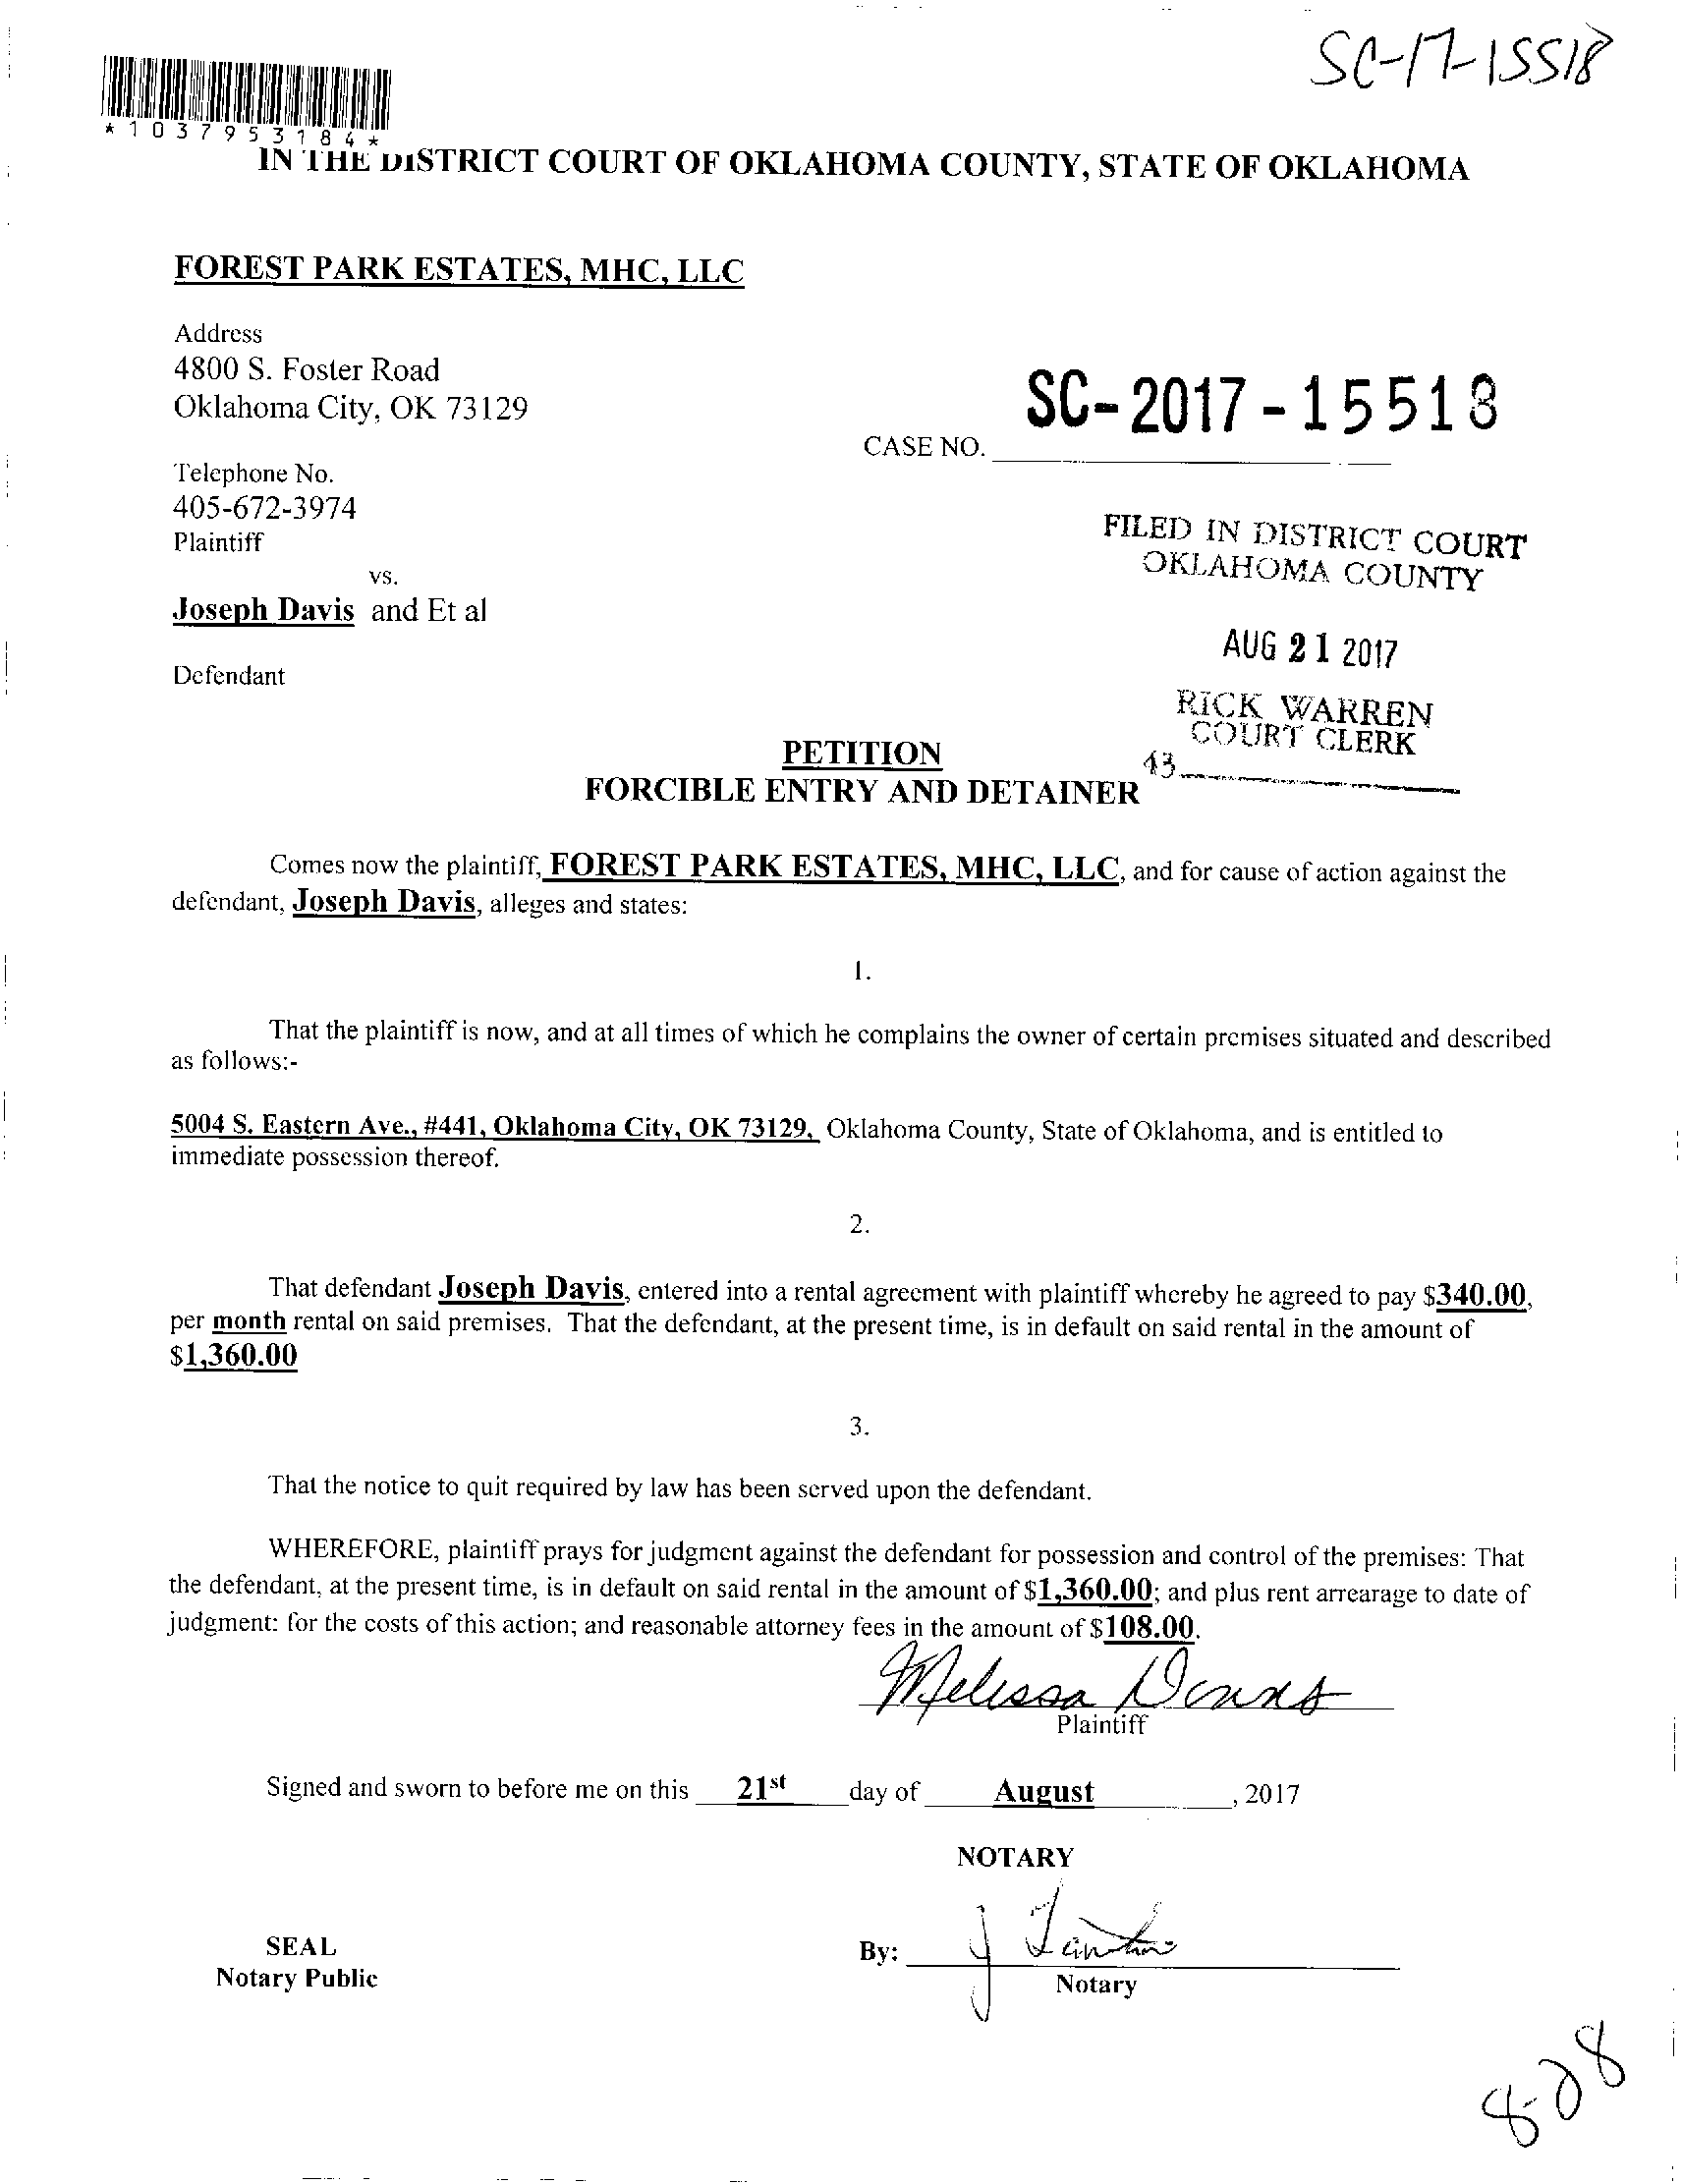 SC-17-15518
*1037953184*
IN THE DISTRICT COURT OF OKLAHOMA COUNTY, STATE OF OKLAHOMA
FOREST PARK ESTATES, MHC, LLC
Address
4800 S. Foster Road
Oklahoma City, OK 73129
SC-2017-15518
CASE NO.
Telephone No.
405-672-3974
Plaintiff
vs.
Joseph Davis and Et al
Defendant
FILED IN DISTRICT COURT
OKLAHOMA COUNTY
AUG 21 2017
RICK WARREN
COURT CLERK
43
PETITION
FORCIBLE ENTRY AND DETAINER
Comes now the plaintiff, FOREST PARK ESTATES, MHC, LLC, and for cause of action against the
defendant, Joseph Davis, alleges and states:
1.
That the plaintiff is now, and at all times of which he complains the owner of certain premises situated and described
as follows:-
5004 S. Eastern Ave., #441, Oklahoma City, OK 73129, Oklahoma County, State of Oklahoma, and is entitled to
immediate possession thereof.
2.
That defendant Joseph Davis, entered into a rental agreement with plaintiff whereby he agreed to pay $340.00,
per month rental on said premises. That the defendant, at the present time, is in default on said rental in the amount of
$1,360.00
3.
That the notice to quit required by law has been served upon the defendant.
WHEREFORE, plaintiff prays for judgment against the defendant for possession and control of the premises: That
the defendant, at the present time, is in default on said rental in the amount of $1,360.00; and plus rent arrearage to date of
judgment: for the costs of this action; and reasonable attorney fees in the amount of $108.00.
Melissa
Plaintiff
Signed and sworn to before me on this 21st day of August, 2017
NOTARY
SEAL
Notary Public
By: J
Notary
8-28